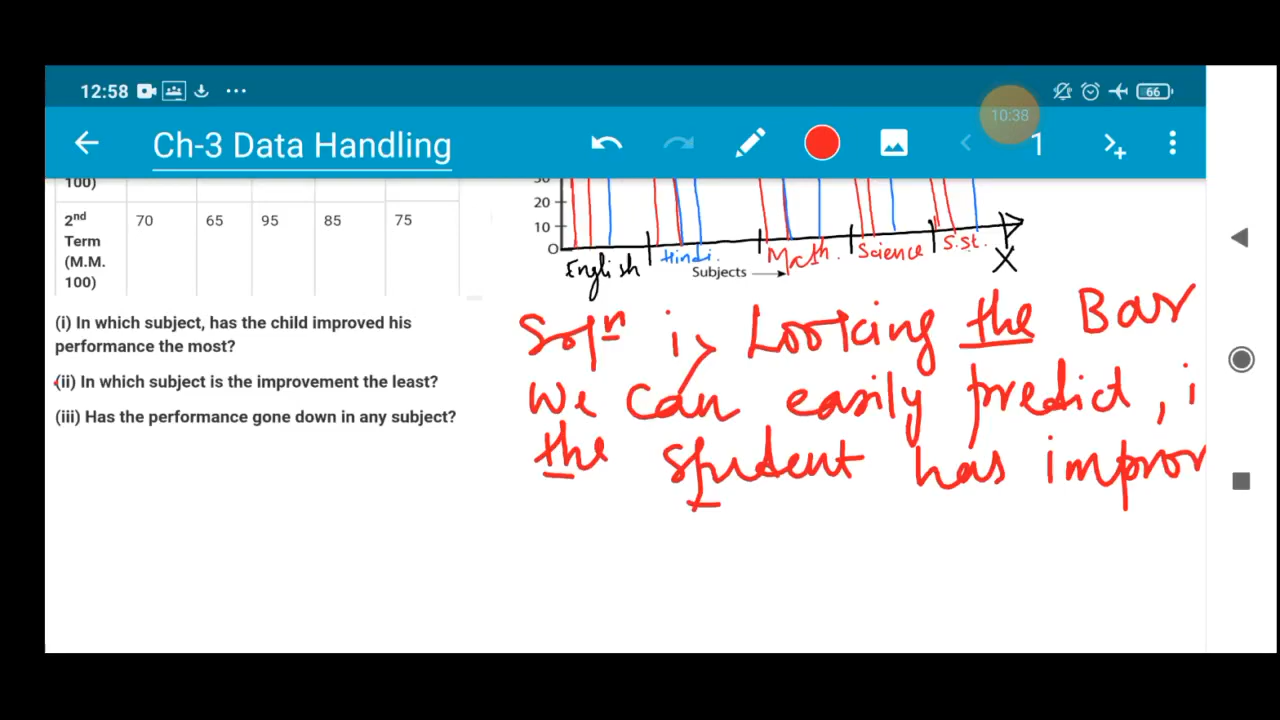 12:58
66
10:38
Ch-3 Data Handling
1
100)
2nd 70 65 95 85 75
Term
(M.M.
100)
20
10
O
English Hindi. Math. Science S.st.
Subjects
X
(i) In which subject, has the child improved his
performance the most?
(ii) In which subject is the improvement the least?
(iii) Has the performance gone down in any subject?
Soln i> Looking the Bar
we can easily predict, i
the student has improv